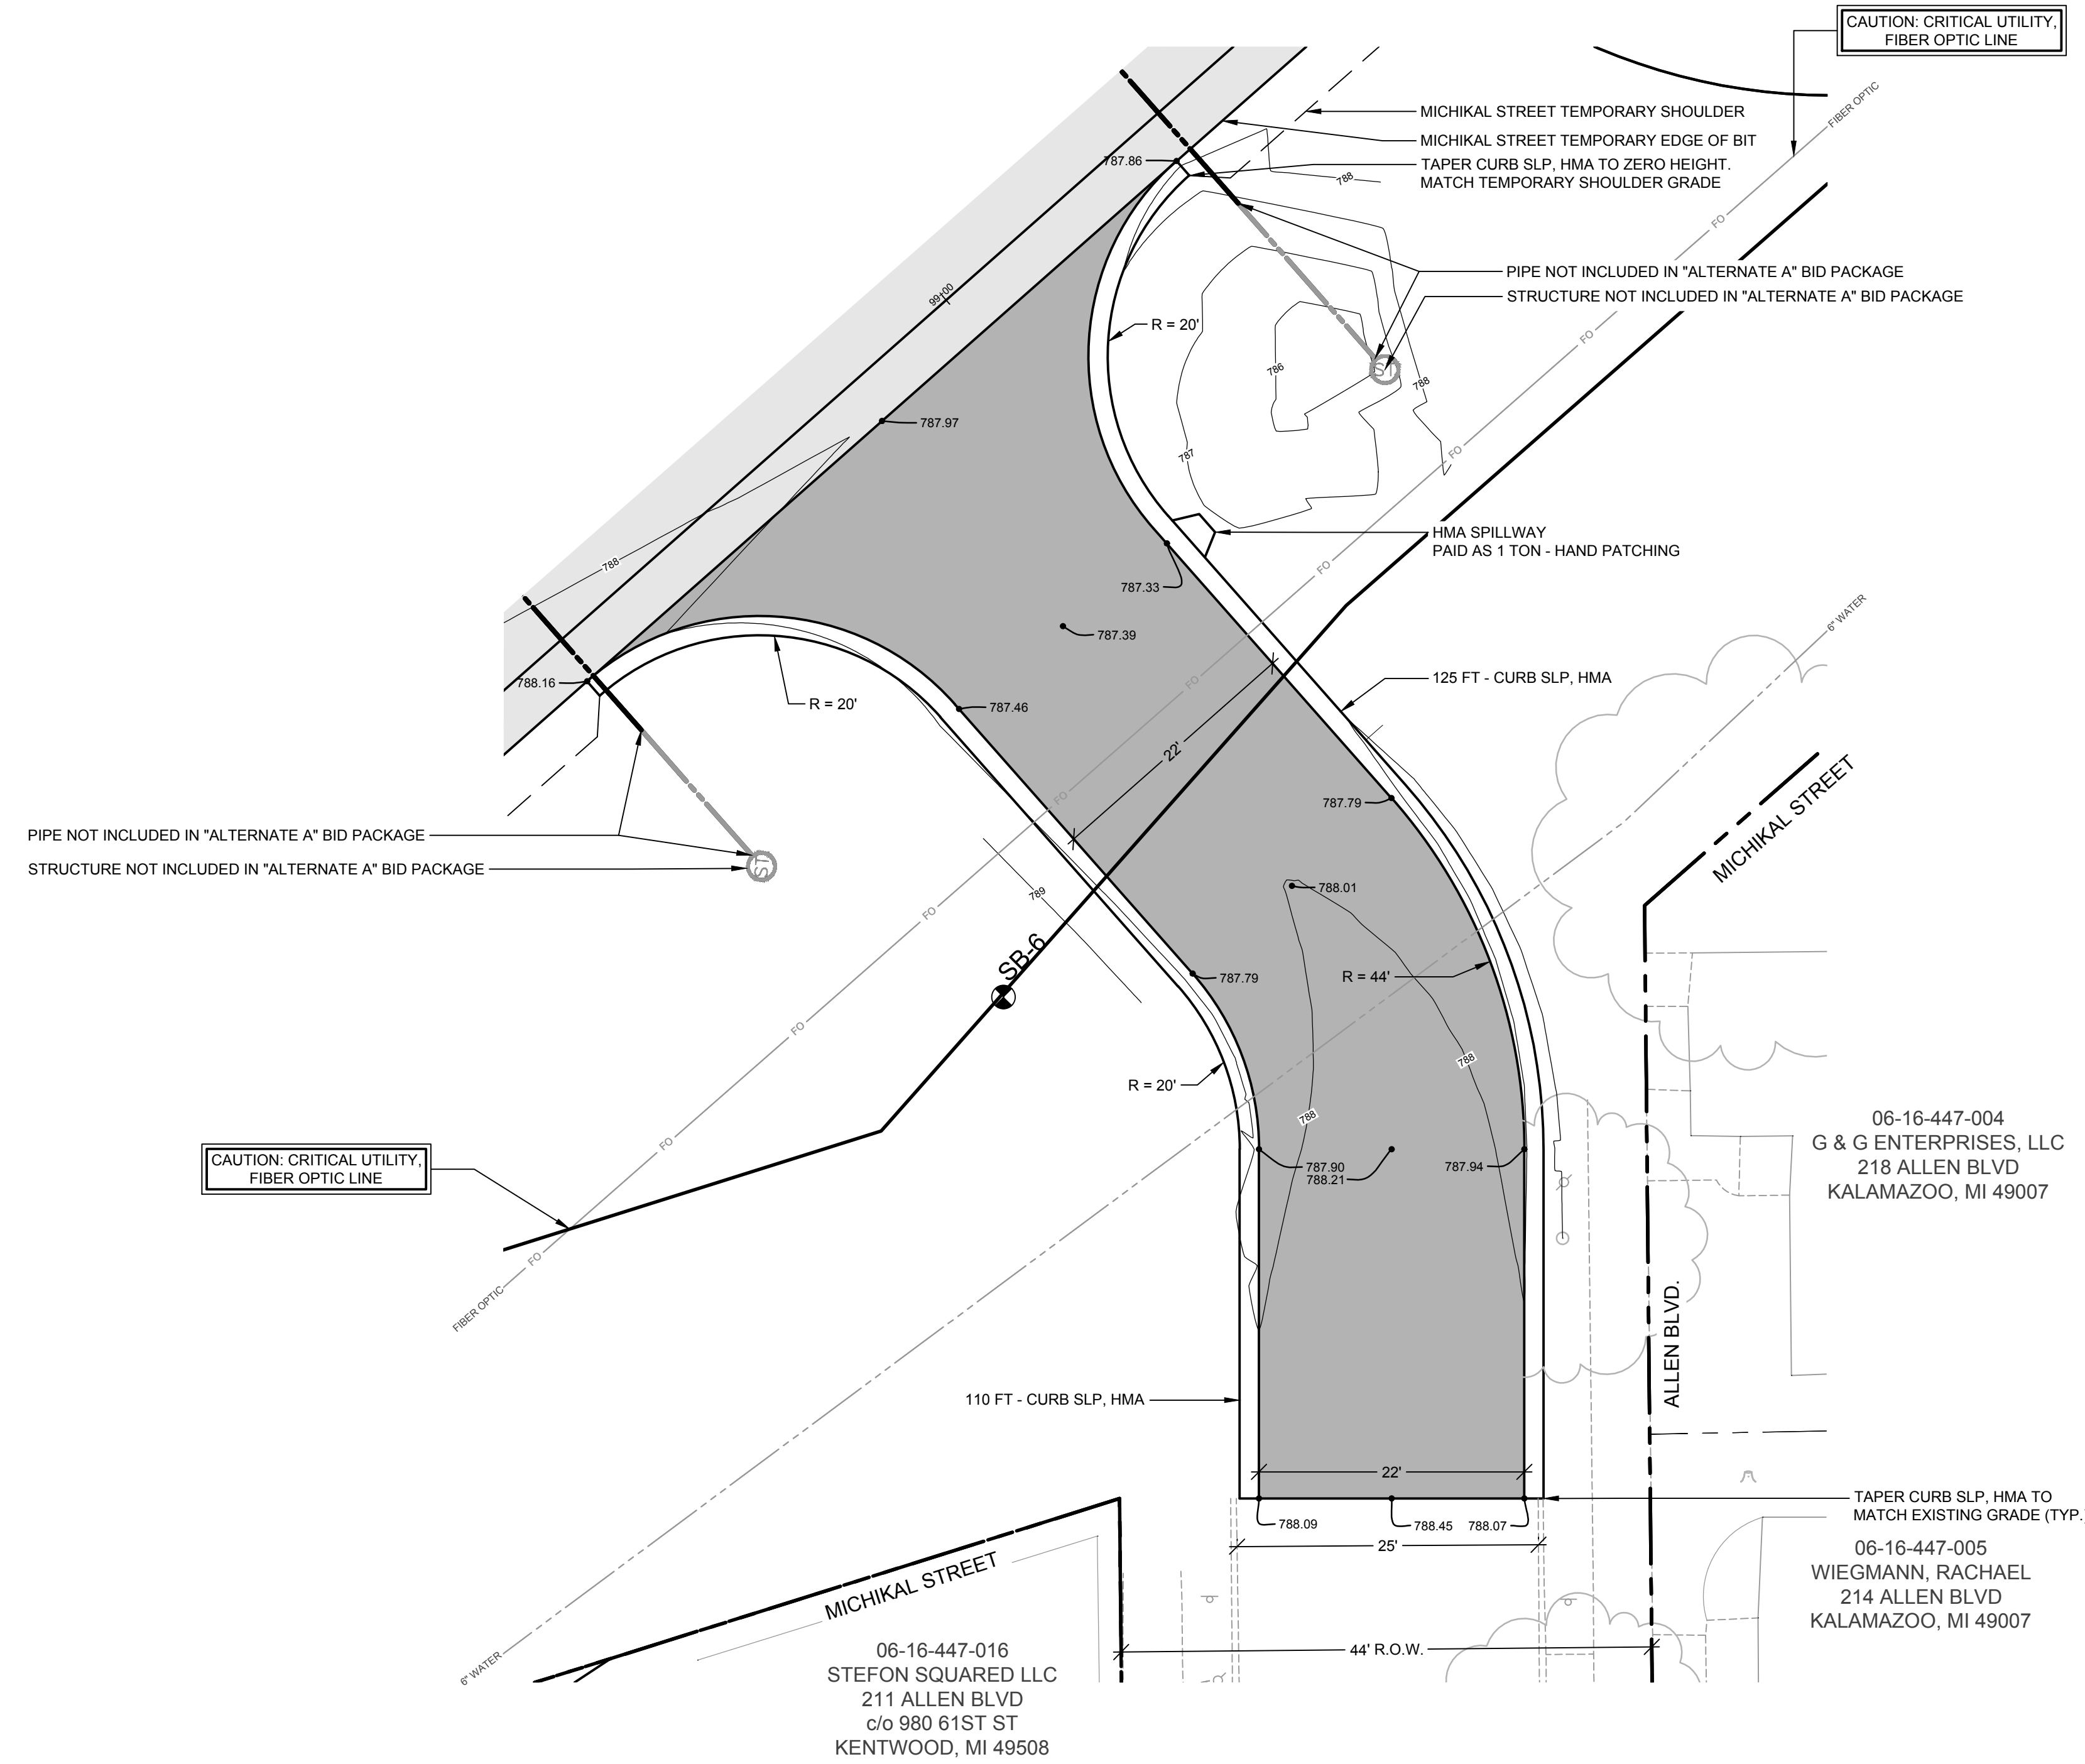 CAUTION: CRITICAL UTILITY,
FIBER OPTIC LINE
FIBER OPTIC
MICHIKAL STREET TEMPORARY SHOULDER
MICHIKAL STREET TEMPORARY EDGE OF BIT
787.86
TAPER CURB SLP, HMA TO ZERO HEIGHT.
MATCH TEMPORARY SHOULDER GRADE
788
FO
PIPE NOT INCLUDED IN "ALTERNATE A" BID PACKAGE
STRUCTURE NOT INCLUDED IN "ALTERNATE A" BID PACKAGE
99+00
R = 20'
FO
786
ST
788
787.97
787
FO
HMA SPILLWAY
PAID AS 1 TON - HAND PATCHING
788
FO
787.33
6" WATER
787.39
125 FT - CURB SLP, HMA
788.16
FO
R = 20'
787.46
22'
MICHIKAL STREET
FO
787.79
PIPE NOT INCLUDED IN "ALTERNATE A" BID PACKAGE
STRUCTURE NOT INCLUDED IN "ALTERNATE A" BID PACKAGE
ST
789
788.01
FO
SB-6
787.79
R = 44'
FO
788
R = 20'
788
06-16-447-004
G & G ENTERPRISES, LLC
218 ALLEN BLVD
KALAMAZOO, MI 49007
FO
CAUTION: CRITICAL UTILITY,
FIBER OPTIC LINE
787.90
788.21
787.94
FO
FIBER OPTIC
ALLEN BLVD.
110 FT - CURB SLP, HMA
22'
TAPER CURB SLP, HMA TO
MATCH EXISTING GRADE (TYP.
788.09
788.45
788.07
25'
06-16-447-005
WIEGMANN, RACHAEL
214 ALLEN BLVD
KALAMAZOO, MI 49007
MICHIKAL STREET
44' R.O.W.
6" WATER
06-16-447-016
STEFON SQUARED LLC
211 ALLEN BLVD
c/o 980 61ST ST
KENTWOOD, MI 49508